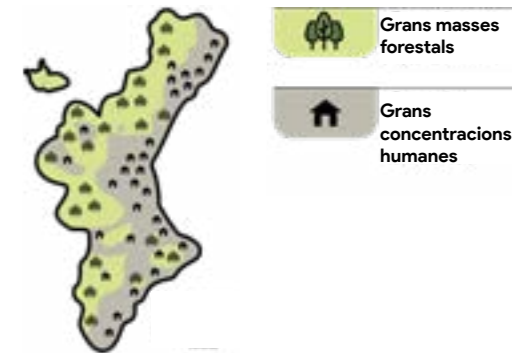 Grans masses
forestals
Grans
concentracions
humanes